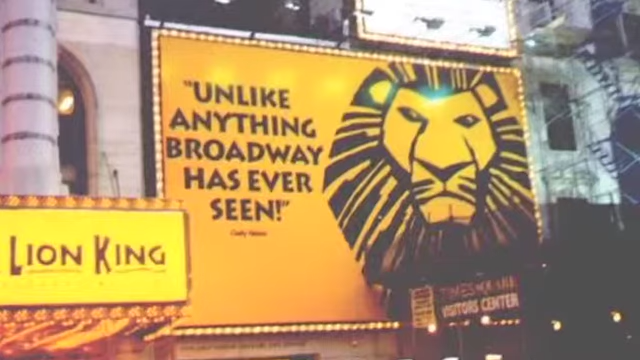 "UNLIKE
ANYTHING
BROADWAY
HAS EVER
SEEN!"
LION KING
TIMES SQUARE
VISITORS CENTER